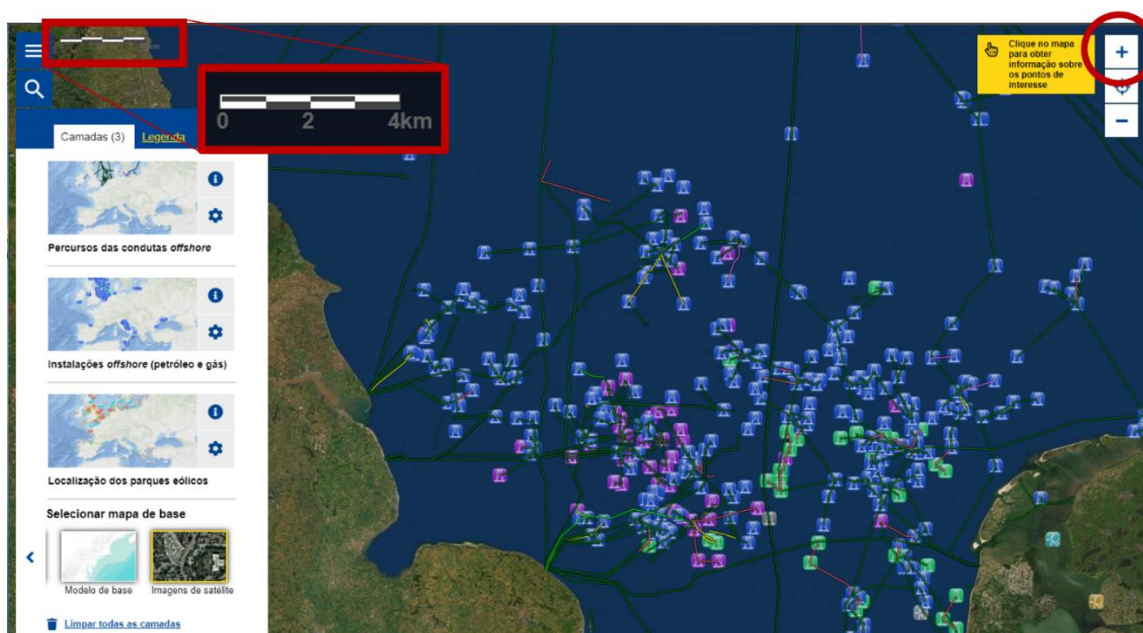 km
0 2 4km
Clique no mapa
para obter
informação sobre
os pontos de
interesse
+
−
Camadas (3) Legenda
Percursos das condutas offshore
Instalações offshore (petróleo e gás)
Localização dos parques eólicos
Selecionar mapa de base
Modelo de base Imagens de satélite
Limpar todas as camadas